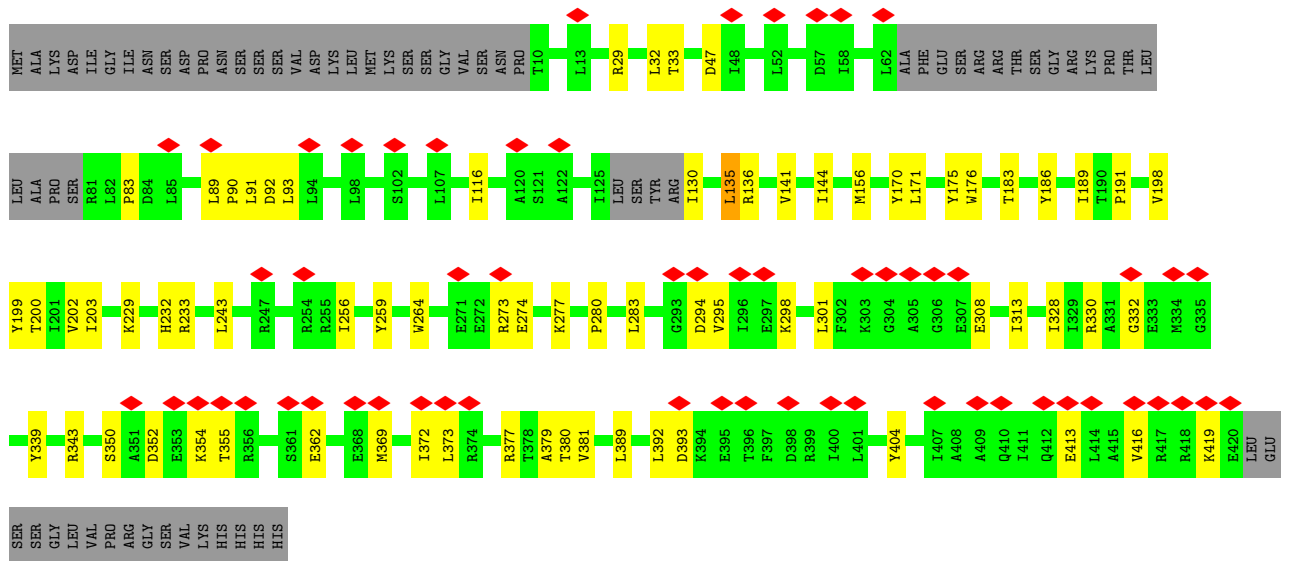 MET ALA LYS ASP ILE GLY ILE ASN SER ASP PRO ASN SER SER SER VAL ASP LYS LEU MET LYS SER SER GLY VAL SER ASN PRO T10 L13 R29 L32 T33 D47 I48 L52 D57 I58 L62 ALA PHE GLU SER ARG ARG THR SER GLY ARG LYS PRO THR LEU
LEU ALA PRO SER R81 L82 P83 D84 L85 L89 P90 L91 D92 L93 L94 L98 S102 L107 I116 A120 S121 A122 I125 LEU SER TYR ARG I130 L135 R136 V141 I144 M156 Y170 L171 Y175 W176 T183 Y186 I189 T190 P191 V198
Y199 T200 I201 V202 I203 K229 H232 R233 L243 R247 R254 R255 I256 Y259 W264 E271 E272 R273 E274 K277 P280 L283 G293 D294 V295 I296 E297 K298 L301 F302 K303 G304 A305 G306 E307 E308 I313 I328 I329 R330 A331 G332 E333 M334 G335
Y339 R343 S350 A351 D352 E353 K354 T355 R356 S361 E362 E368 M369 I372 L373 R374 R377 T378 A379 T380 V381 L389 L392 D393 K394 E395 T396 F397 D398 R399 I400 L401 Y404 I407 A408 A409 Q410 I411 Q412 E413 L414 A415 V416 R417 R418 K419 E420 LEU GLU
SER SER GLY LEU VAL PRO ARG GLY SER VAL LYS HIS HIS HIS HIS HIS